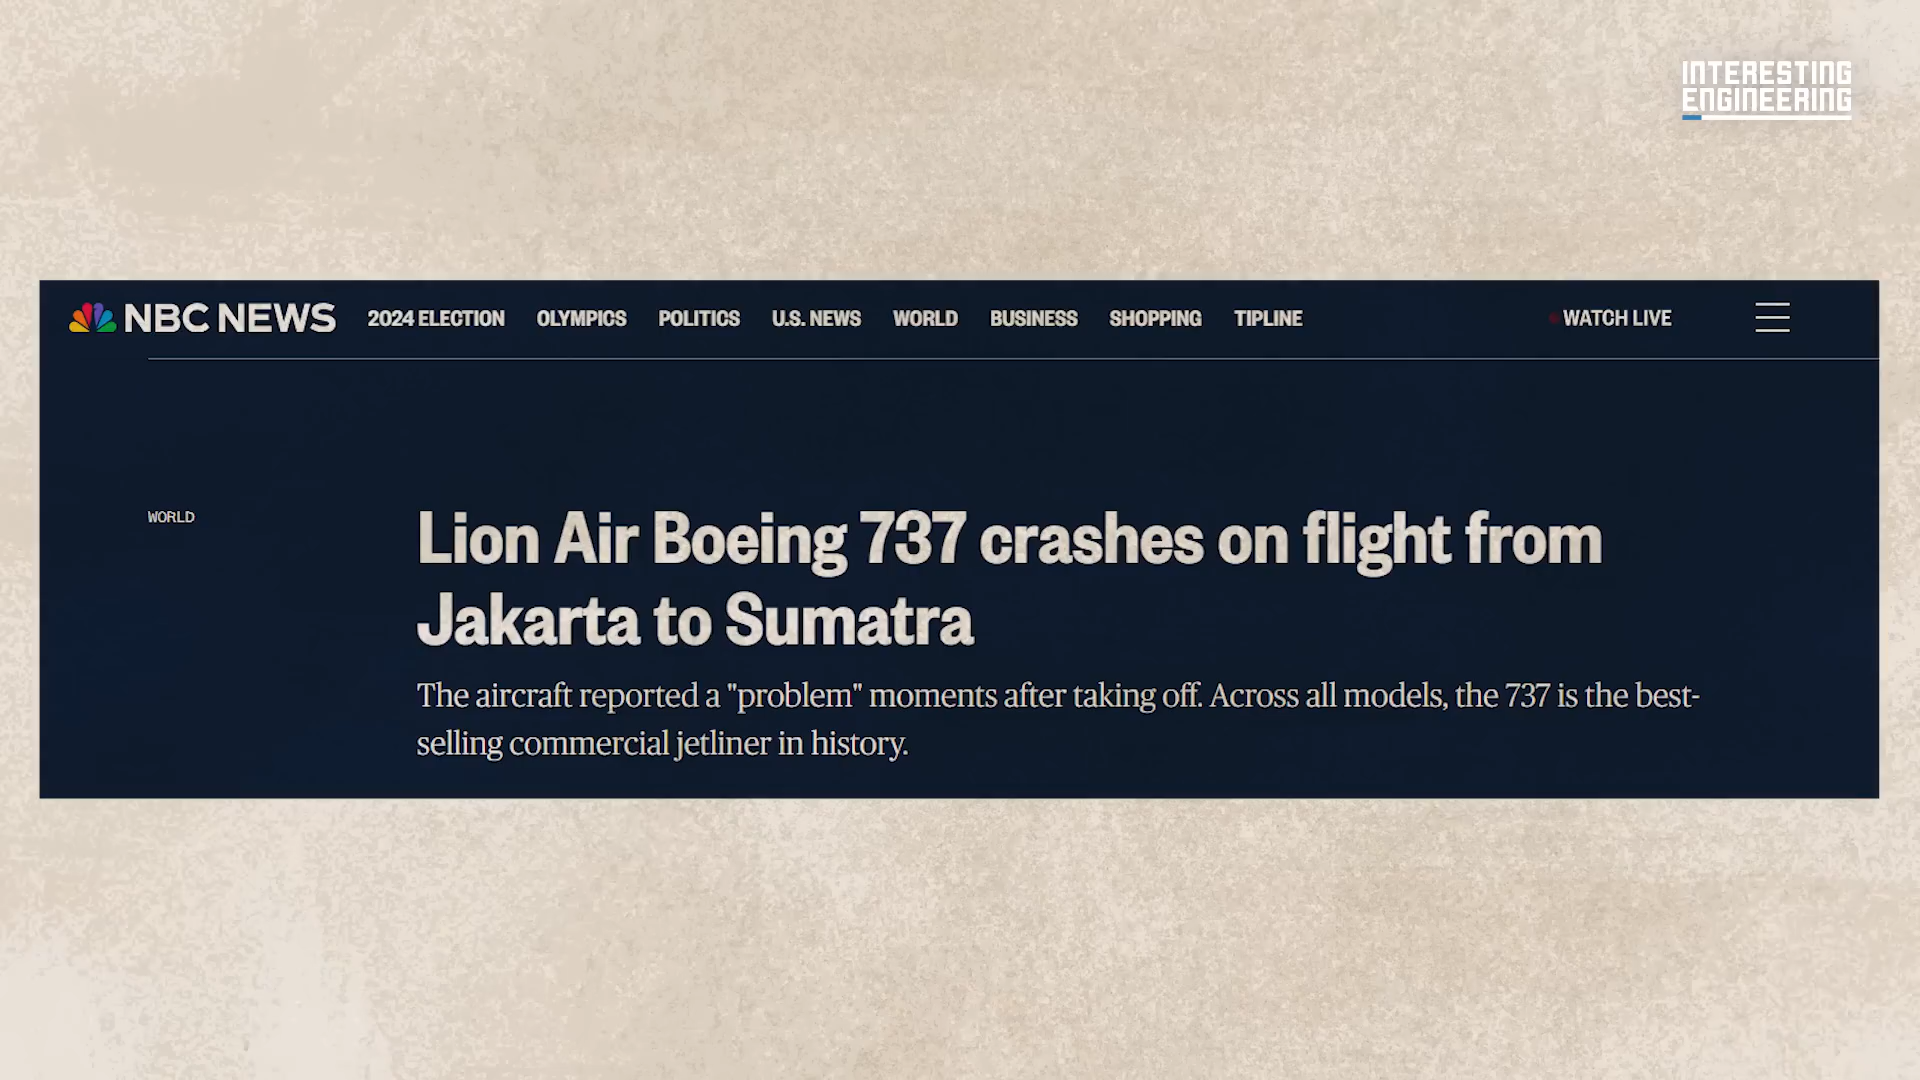 INTERESTING
ENGINEERING
NBC NEWS 2024 ELECTION OLYMPICS POLITICS U.S. NEWS WORLD BUSINESS SHOPPING TIPLINE WATCH LIVE
WORLD
Lion Air Boeing 737 crashes on flight from
Jakarta to Sumatra
The aircraft reported a "problem" moments after taking off. Across all models, the 737 is the best-
selling commercial jetliner in history.